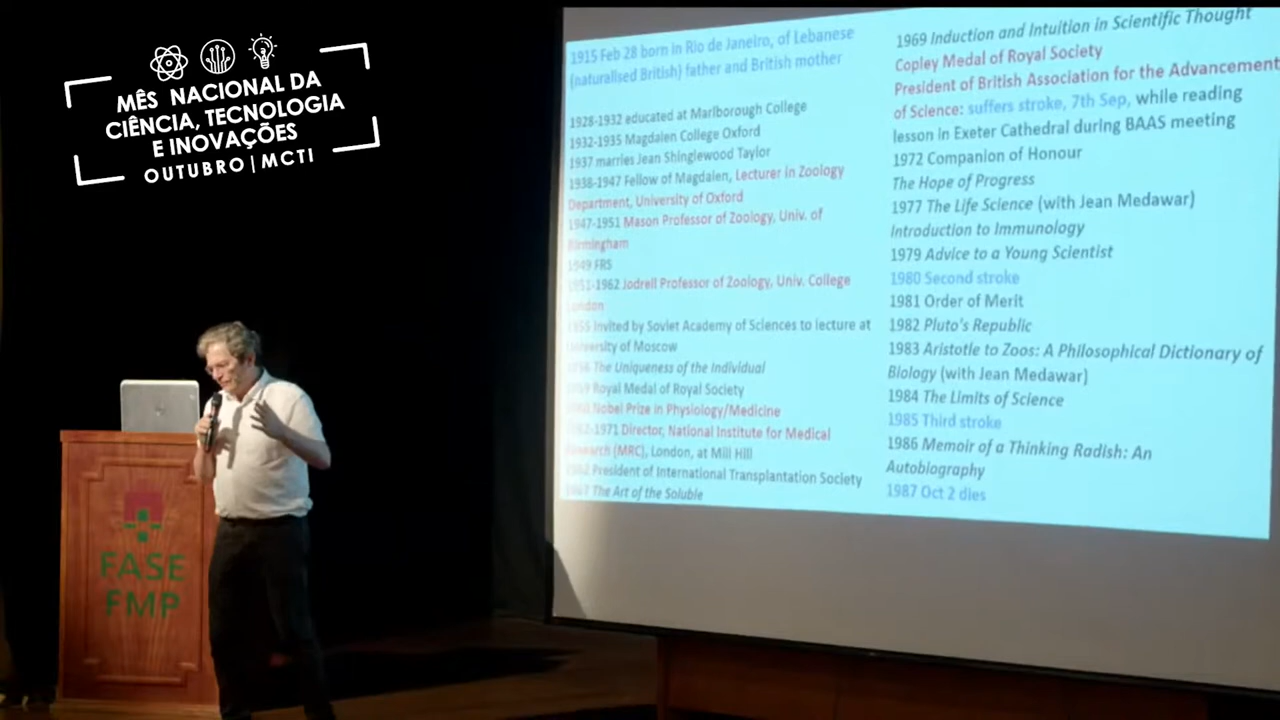 MÊS NACIONAL DA
CIÊNCIA, TECNOLOGIA
E INOVAÇÕES
OUTUBRO | MCTI
FASE
FMP
1915 Feb 28 born in Rio de Janeiro, of Lebanese
(naturalised British) father and British mother
1928-1932 educated at Marlborough College
1932-1935 Magdalen College Oxford
1937 marries Jean Shinglewood Taylor
1938-1947 Fellow of Magdalen, Lecturer in Zoology
Department, University of Oxford
1947-1951 Mason Professor of Zoology, Univ. of
Birmingham
1949 FRS
1951-1962 Jodrell Professor of Zoology, Univ. College
London
Invited by Soviet Academy of Sciences to lecture at
University of Moscow
The Uniqueness of the Individual
Royal Medal of Royal Society
Nobel Prize in Physiology/Medicine
1962-1971 Director, National Institute for Medical
Research (MRC), London, at Mill Hill
President of International Transplantation Society
The Art of the Soluble
1969 Induction and Intuition in Scientific Thought
Copley Medal of Royal Society
President of British Association for the Advancement
of Science: suffers stroke, 7th Sep, while reading
lesson in Exeter Cathedral during BAAS meeting
1972 Companion of Honour
The Hope of Progress
1977 The Life Science (with Jean Medawar)
Introduction to Immunology
1979 Advice to a Young Scientist
1980 Second stroke
1981 Order of Merit
1982 Pluto's Republic
1983 Aristotle to Zoos: A Philosophical Dictionary of
Biology (with Jean Medawar)
1984 The Limits of Science
1985 Third stroke
1986 Memoir of a Thinking Radish: An
Autobiography
1987 Oct 2 dies